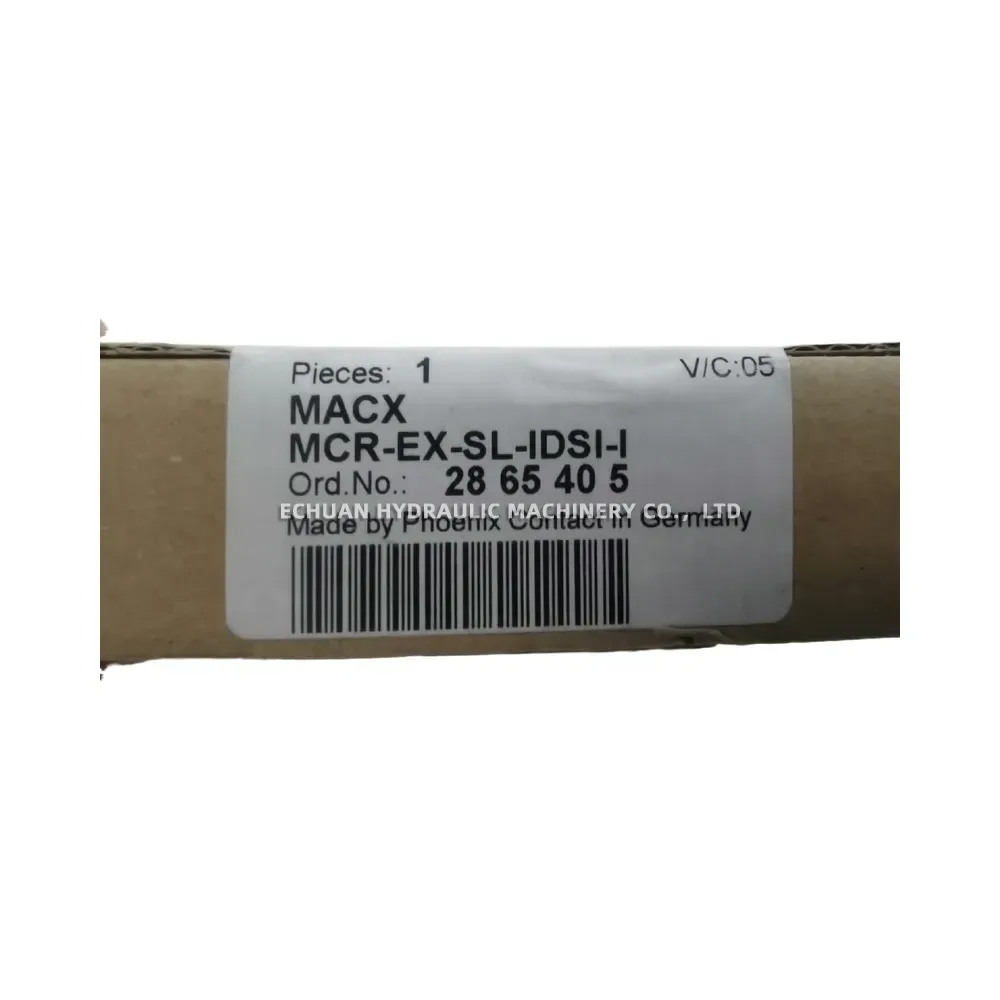 Pieces: 1
V/C:05
MACX
MCR-EX-SL-IDSI-I
Ord.No.: 28 65 40 5
ECHUAN HYDRAULIC MACHINERY CO., LTD
Made by Phoenix Contact in Germany